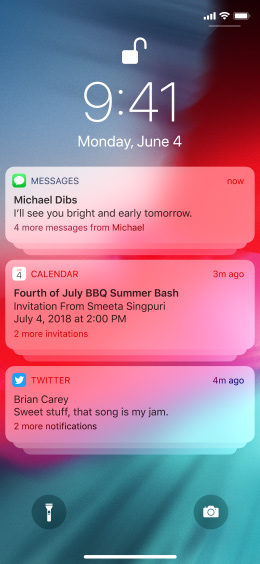 9:41
Monday, June 4
MESSAGES now
Michael Dibs
I'll see you bright and early tomorrow.
4 more messages from Michael
4
CALENDAR 3m ago
Fourth of July BBQ Summer Bash
Invitation From Smeeta Singpuri
July 4, 2018 at 2:00 PM
2 more invitations
TWITTER 4m ago
Brian Carey
Sweet stuff, that song is my jam.
2 more notifications